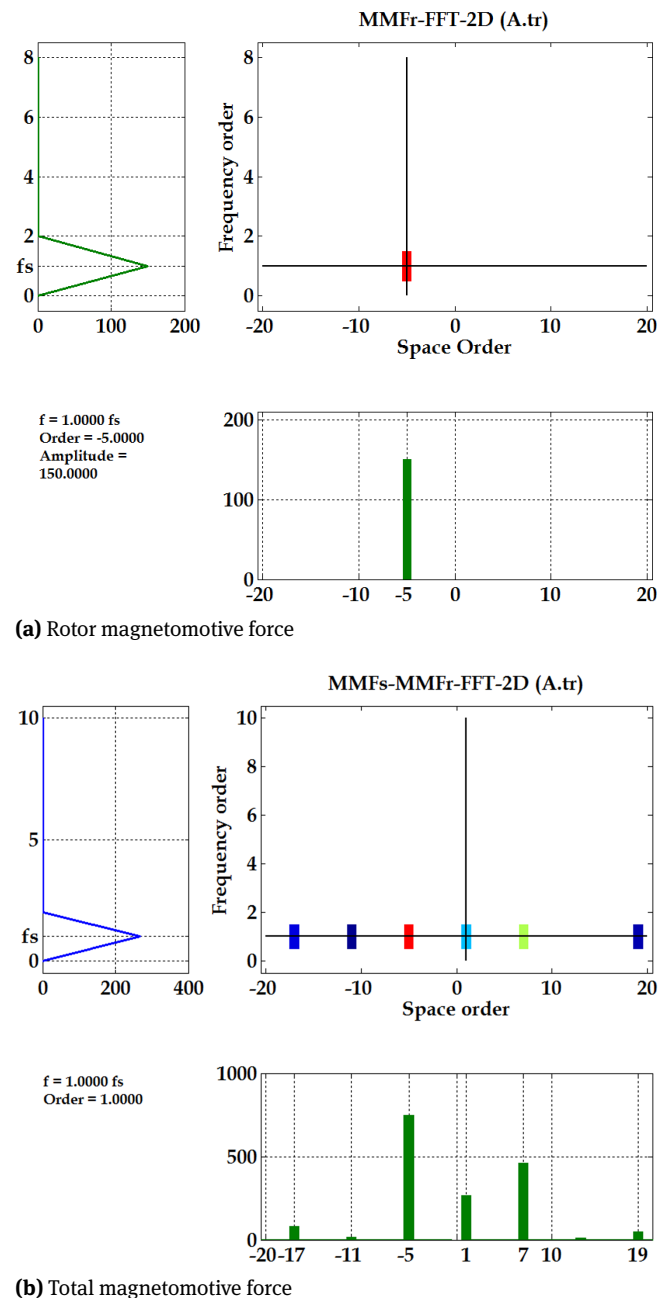 MMFr-FFT-2D (A.tr)
8
6
4
2
fs
0
0 100 200
Frequency order
8
6
4
2
0
-20 -10 0 10 20
Space Order
f = 1.0000 fs
Order = -5.0000
Amplitude =
150.0000
200
100
0
-20 -10 -5 0 10 20
(a) Rotor magnetomotive force
MMFs-MMFr-FFT-2D (A.tr)
10
5
fs
0
0 200 400
Frequency order
10
8
6
4
2
0
-20 -10 0 10 20
Space order
f = 1.0000 fs
Order = 1.0000
1000
500
0
-20 -17 -11 -5 1 7 10 19
(b) Total magnetomotive force